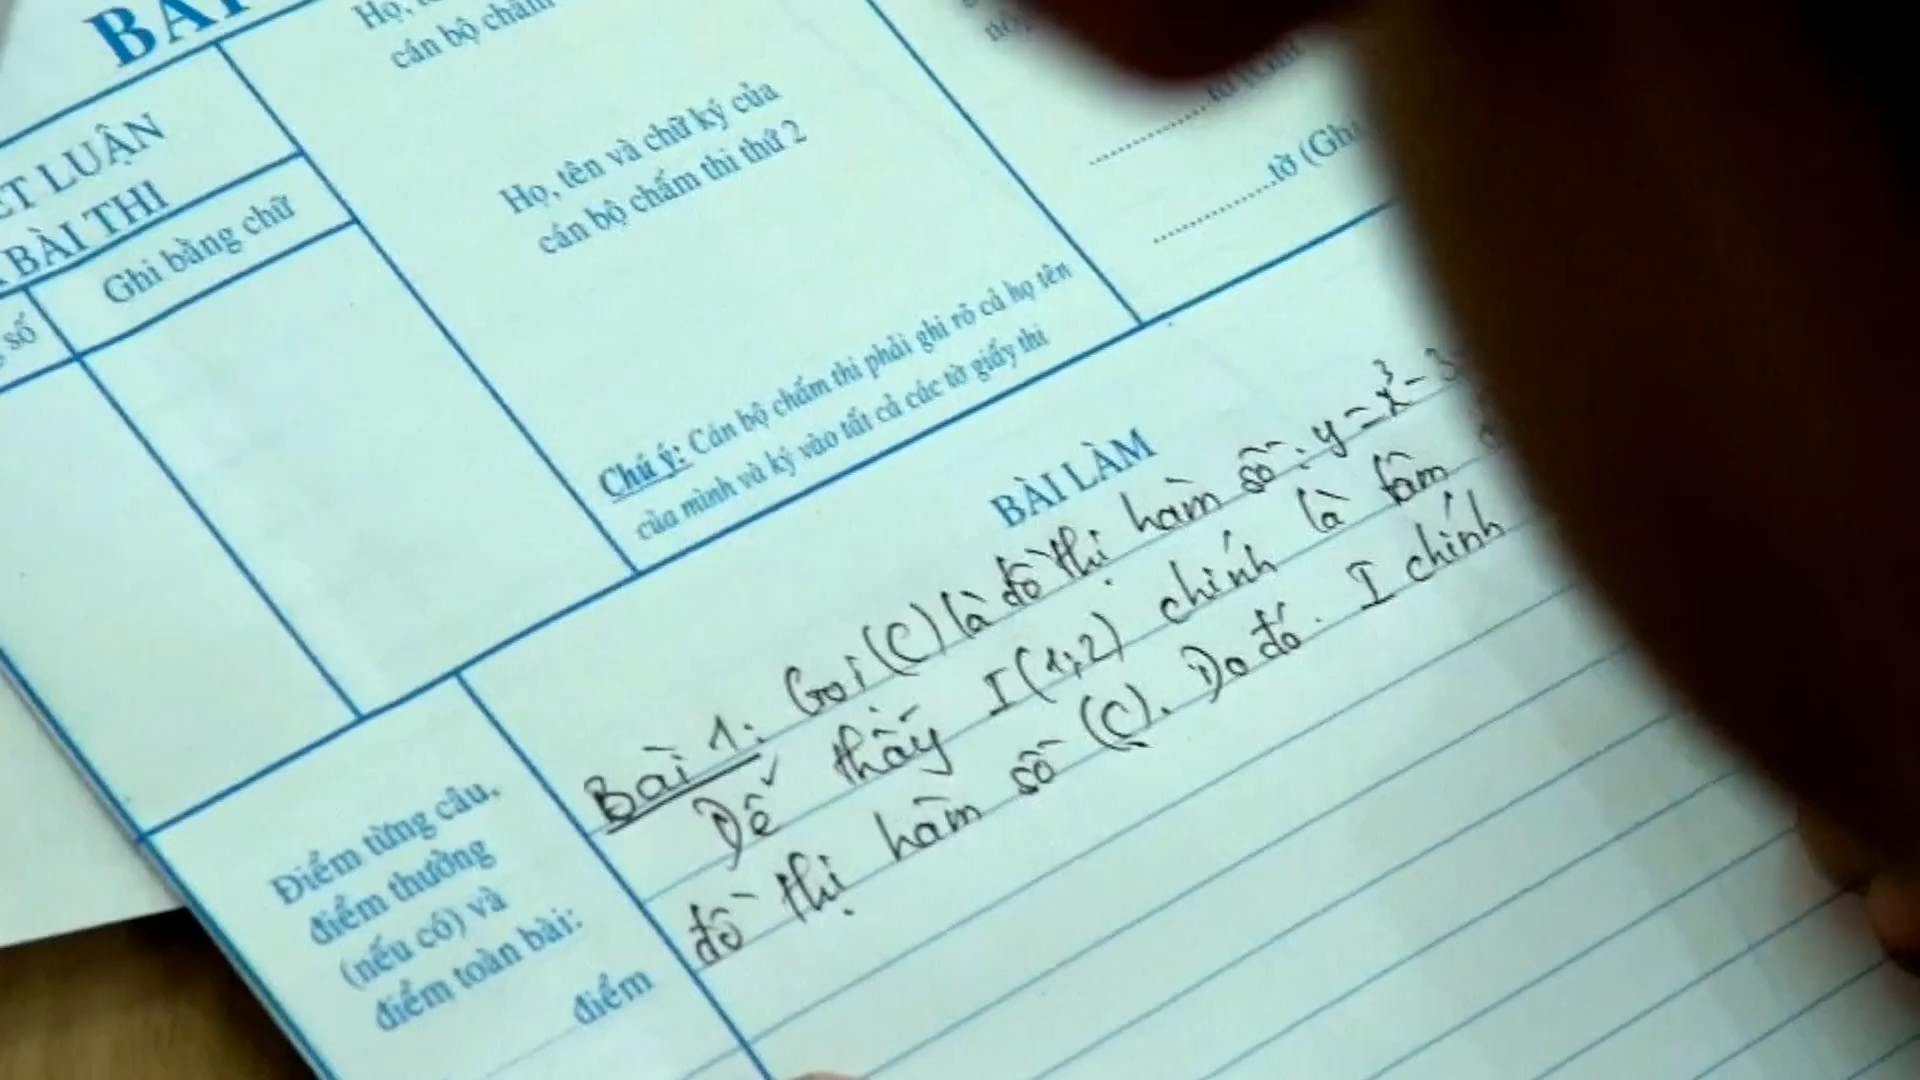 Họ, tên và chữ ký của
cán bộ chấm thi thứ 2
LUẬN
BÀI THI
Ghi bằng chữ
số
cán bộ chấm
tờ (Ghi
Chú ý: Cán bộ chấm thi phải ghi rõ cả họ tên
của mình và ký vào tất cả các tờ giấy thi
BÀI LÀM
Bài 1: Gọi (C) là đồ thị hàm số: y = x³ - 3
Dễ thấy I(1;2) chính là tâm
đồ thị hàm số (C). Do đó. I chính
Điểm từng câu,
điểm thưởng
(nếu có) và
điểm toàn bài:
điểm